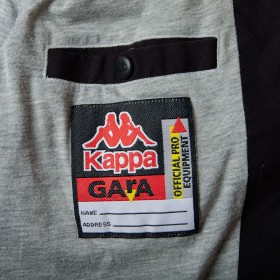 Kappa
GARA
OFFICIAL PRO
EQUIPMENT
NAME
ADDRESS